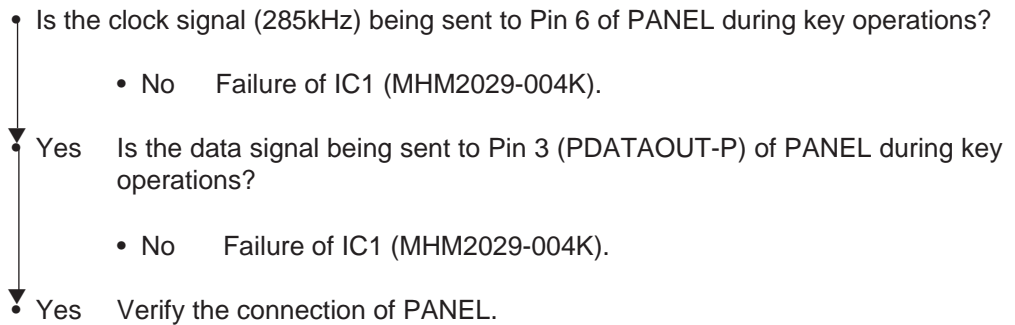 • Is the clock signal (285kHz) being sent to Pin 6 of PANEL during key operations?
• No Failure of IC1 (MHM2029-004K).
• Yes Is the data signal being sent to Pin 3 (PDATAOUT-P) of PANEL during key
operations?
• No Failure of IC1 (MHM2029-004K).
• Yes Verify the connection of PANEL.